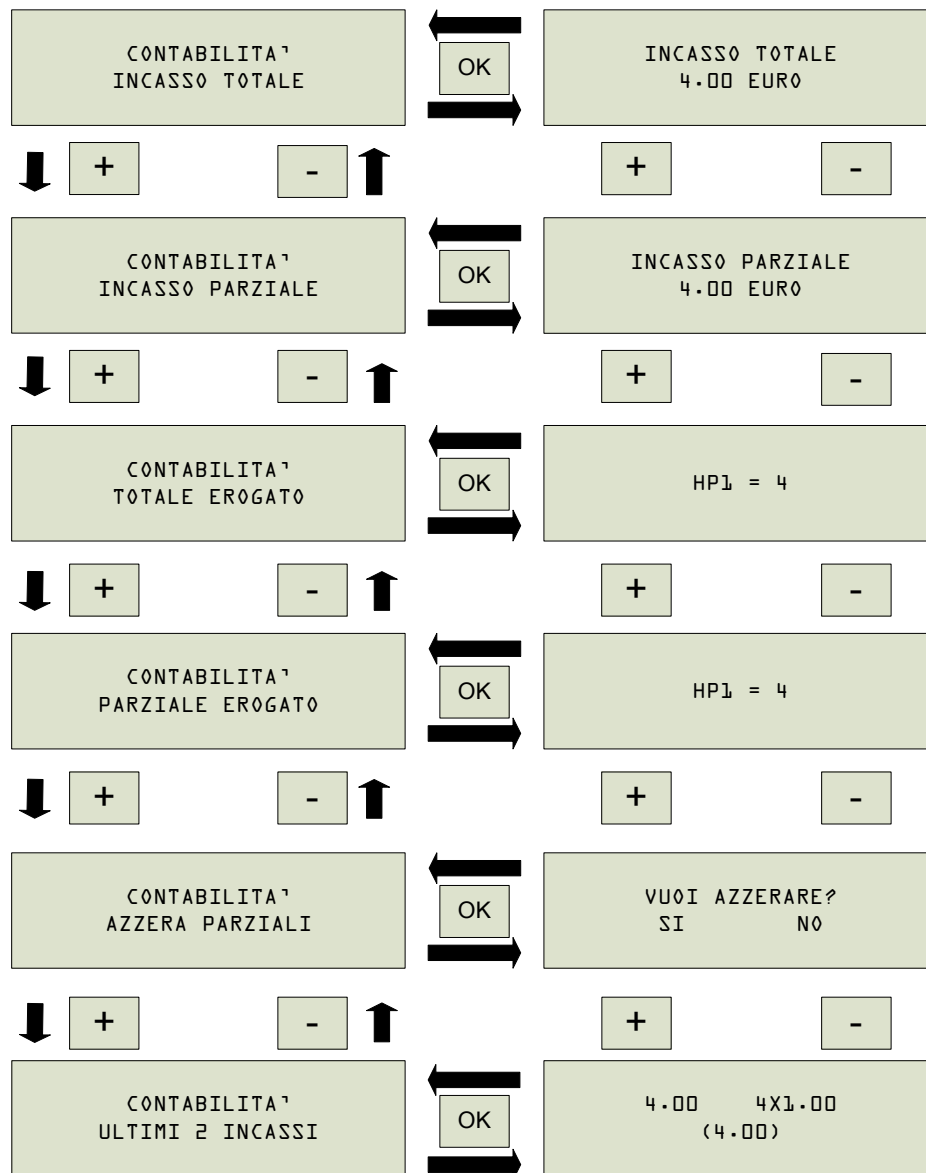 CONTABILITA'
INCASSO TOTALE
OK
INCASSO TOTALE
4.00 EURO
+
-
+
-
CONTABILITA'
INCASSO PARZIALE
OK
INCASSO PARZIALE
4.00 EURO
+
-
+
-
CONTABILITA'
TOTALE EROGATO
OK
HP1 = 4
+
-
+
-
CONTABILITA'
PARZIALE EROGATO
OK
HP1 = 4
+
-
+
-
CONTABILITA'
AZZERA PARZIALI
OK
VUOI AZZERARE?
SI NO
+
-
+
-
CONTABILITA'
ULTIMI 2 INCASSI
OK
4.00 4X1.00
(4.00)